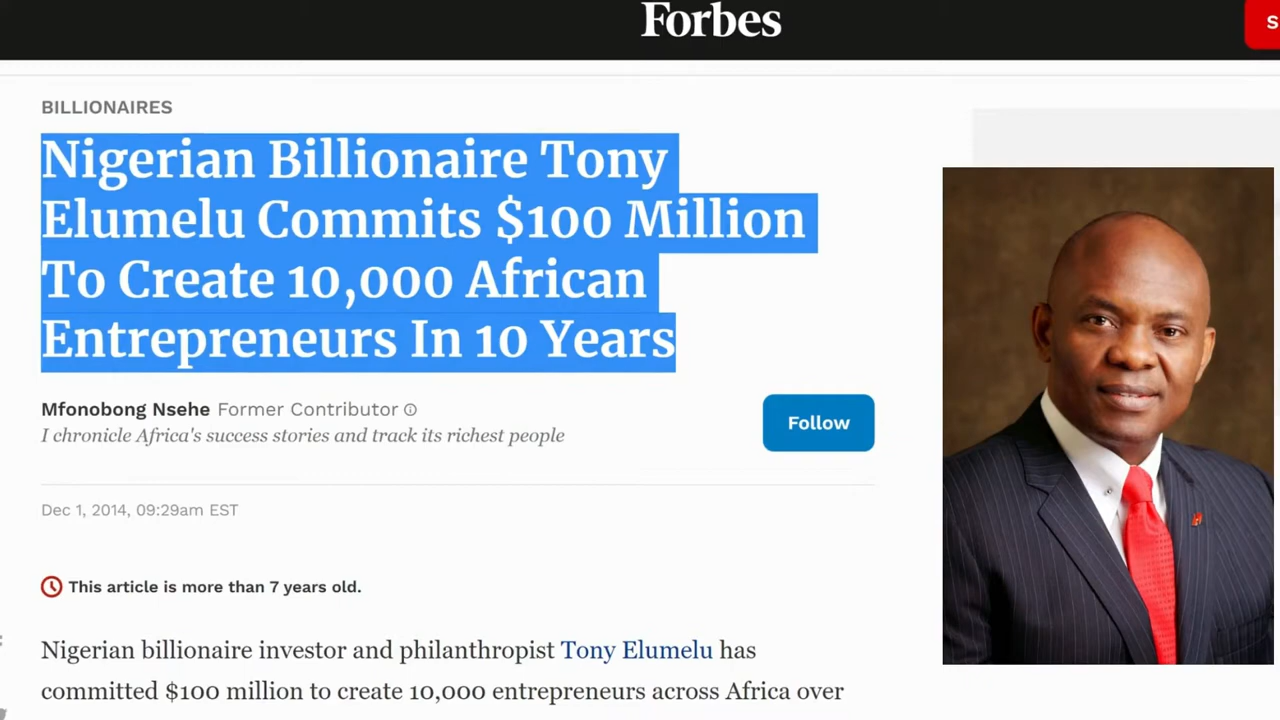 Forbes
S
BILLIONAIRES
Nigerian Billionaire Tony
Elumelu Commits $100 Million
To Create 10,000 African
Entrepreneurs In 10 Years
Mfonobong Nsehe Former Contributor
I chronicle Africa's success stories and track its richest people
Follow
Dec 1, 2014, 09:29am EST
This article is more than 7 years old.
Nigerian billionaire investor and philanthropist Tony Elumelu has
committed $100 million to create 10,000 entrepreneurs across Africa over